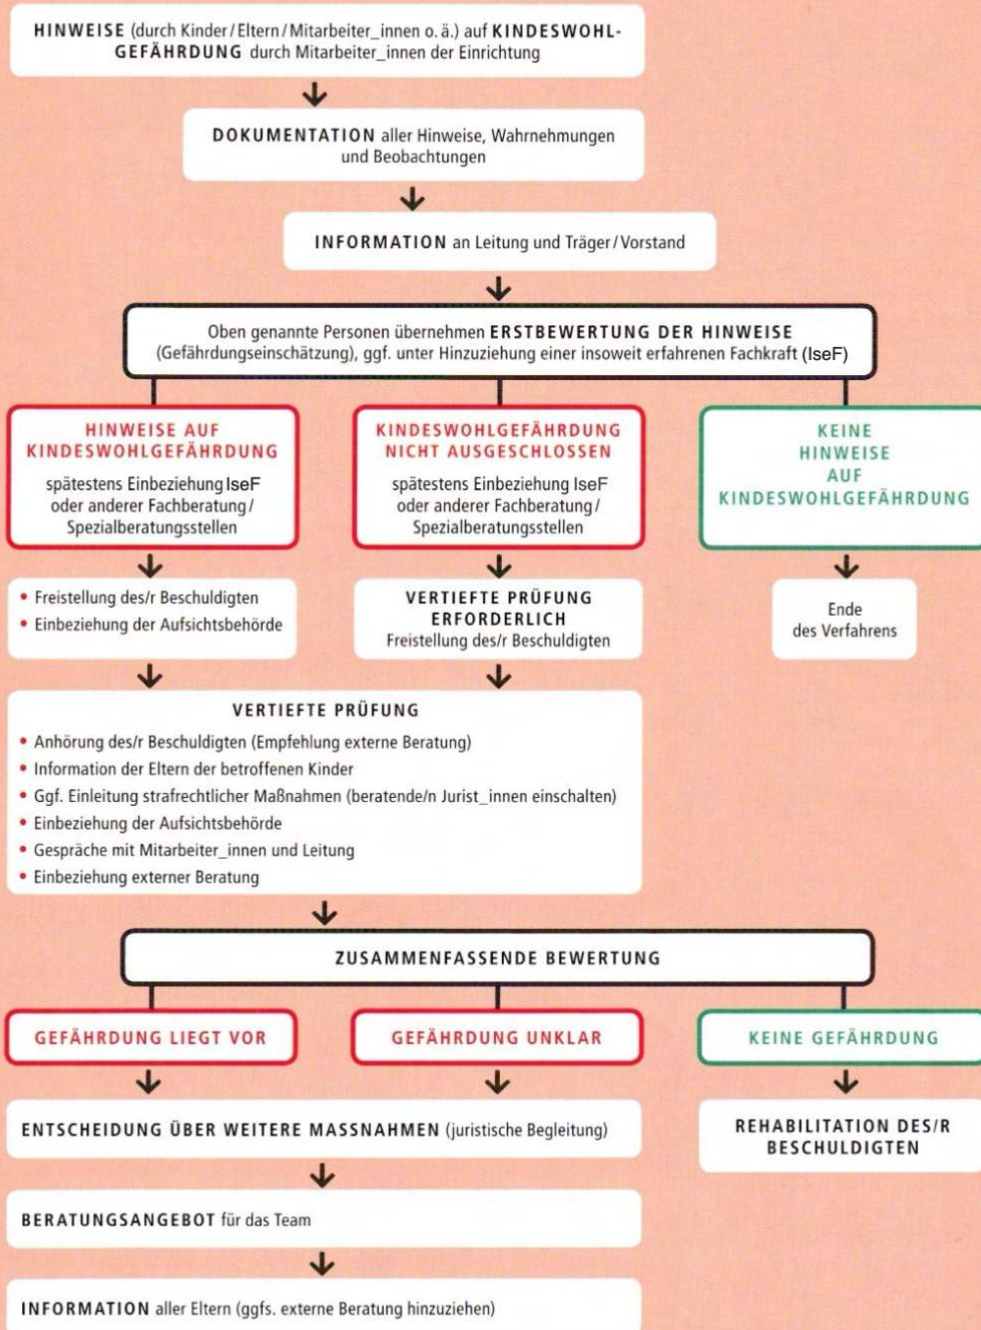 HINWEISE (durch Kinder/Eltern/Mitarbeiter_innen o. ä.) auf KINDESWOHL-
GEFÄHRDUNG durch Mitarbeiter_innen der Einrichtung
DOKUMENTATION aller Hinweise, Wahrnehmungen
und Beobachtungen
INFORMATION an Leitung und Träger/Vorstand
Oben genannte Personen übernehmen ERSTBEWERTUNG DER HINWEISE
(Gefährdungseinschätzung), ggf. unter Hinzuziehung einer insoweit erfahrenen Fachkraft (IseF)
HINWEISE AUF
KINDESWOHLGEFÄHRDUNG
spätestens Einbeziehung IseF
oder anderer Fachberatung/
Spezialberatungsstellen
KINDESWOHLGEFÄHRDUNG
NICHT AUSGESCHLOSSEN
spätestens Einbeziehung IseF
oder anderer Fachberatung/
Spezialberatungsstellen
KEINE
HINWEISE
AUF
KINDESWOHLGEFÄHRDUNG
• Freistellung des/r Beschuldigten
• Einbeziehung der Aufsichtsbehörde
VERTIEFTE PRÜFUNG
ERFORDERLICH
Freistellung des/r Beschuldigten
Ende
des Verfahrens
VERTIEFTE PRÜFUNG
• Anhörung des/r Beschuldigten (Empfehlung externe Beratung)
• Information der Eltern der betroffenen Kinder
• Ggf. Einleitung strafrechtlicher Maßnahmen (beratende/n Jurist_innen einschalten)
• Einbeziehung der Aufsichtsbehörde
• Gespräche mit Mitarbeiter_innen und Leitung
• Einbeziehung externer Beratung
ZUSAMMENFASSENDE BEWERTUNG
GEFÄHRDUNG LIEGT VOR
GEFÄHRDUNG UNKLAR
KEINE GEFÄHRDUNG
ENTSCHEIDUNG ÜBER WEITERE MASSNAHMEN (juristische Begleitung)
REHABILITATION DES/R
BESCHULDIGTEN
BERATUNGSANGEBOT für das Team
INFORMATION aller Eltern (ggfs. externe Beratung hinzuziehen)